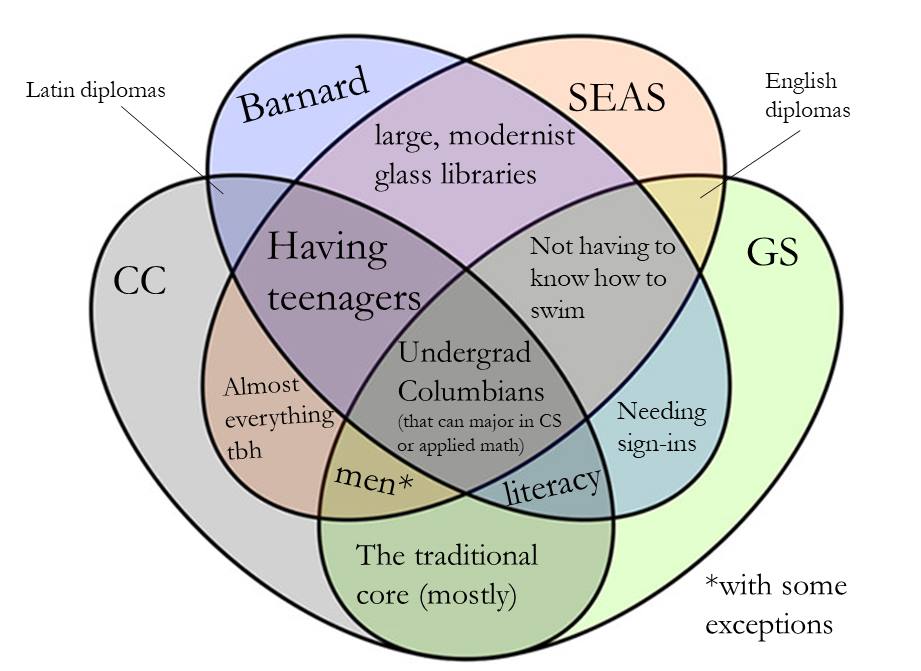 Latin diplomas
Barnard
SEAS
English
diplomas
large, modernist
glass libraries
CC
Having
teenagers
Not having to
know how to
swim
GS
Undergrad
Columbians
(that can major in CS
or applied math)
Almost
everything
tbh
Needing
sign-ins
men*
literacy
The traditional
core (mostly)
*with some
exceptions